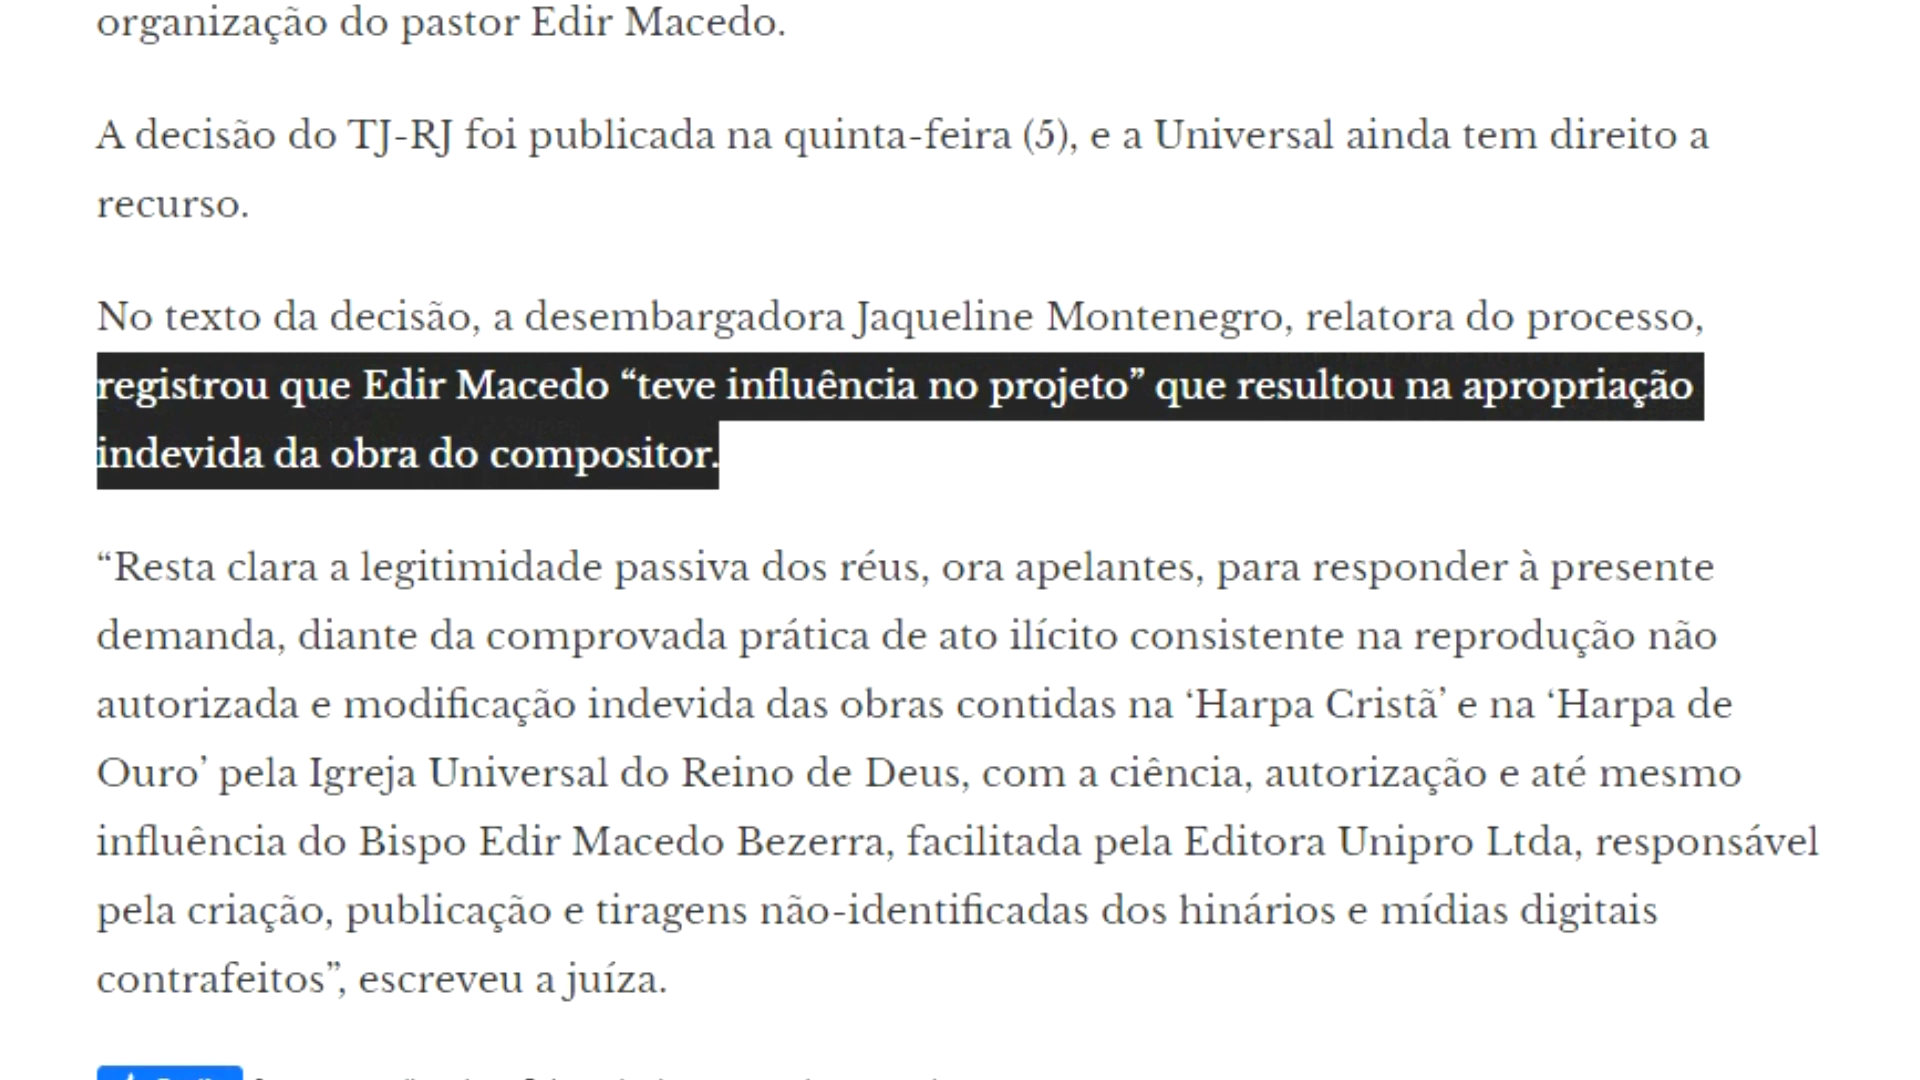 organização do pastor Edir Macedo.
A decisão do TJ-RJ foi publicada na quinta-feira (5), e a Universal ainda tem direito a
recurso.
No texto da decisão, a desembargadora Jaqueline Montenegro, relatora do processo,
registrou que Edir Macedo “teve influência no projeto” que resultou na apropriação
indevida da obra do compositor.
“Resta clara a legitimidade passiva dos réus, ora apelantes, para responder à presente
demanda, diante da comprovada prática de ato ilícito consistente na reprodução não
autorizada e modificação indevida das obras contidas na ‘Harpa Cristã’ e na ‘Harpa de
Ouro’ pela Igreja Universal do Reino de Deus, com a ciência, autorização e até mesmo
influência do Bispo Edir Macedo Bezerra, facilitada pela Editora Unipro Ltda, responsável
pela criação, publicação e tiragens não-identificadas dos hinários e mídias digitais
contrafeitos”, escreveu a juíza.